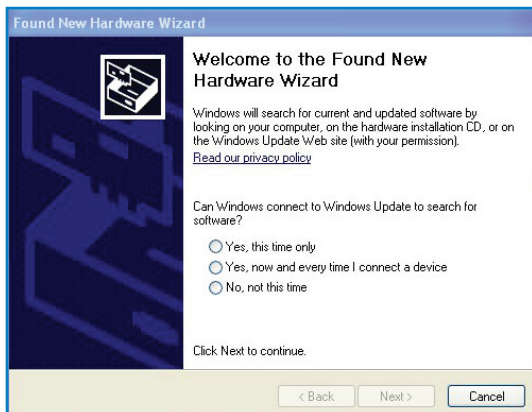 Found New Hardware Wizard
Welcome to the Found New
Hardware Wizard
Windows will search for current and updated software by
looking on your computer, on the hardware installation CD, or on
the Windows Update Web site (with your permission).
Read our privacy policy
Can Windows connect to Windows Update to search for
software?
Yes, this time only
Yes, now and every time I connect a device
No, not this time
Click Next to continue.
< Back Next > Cancel